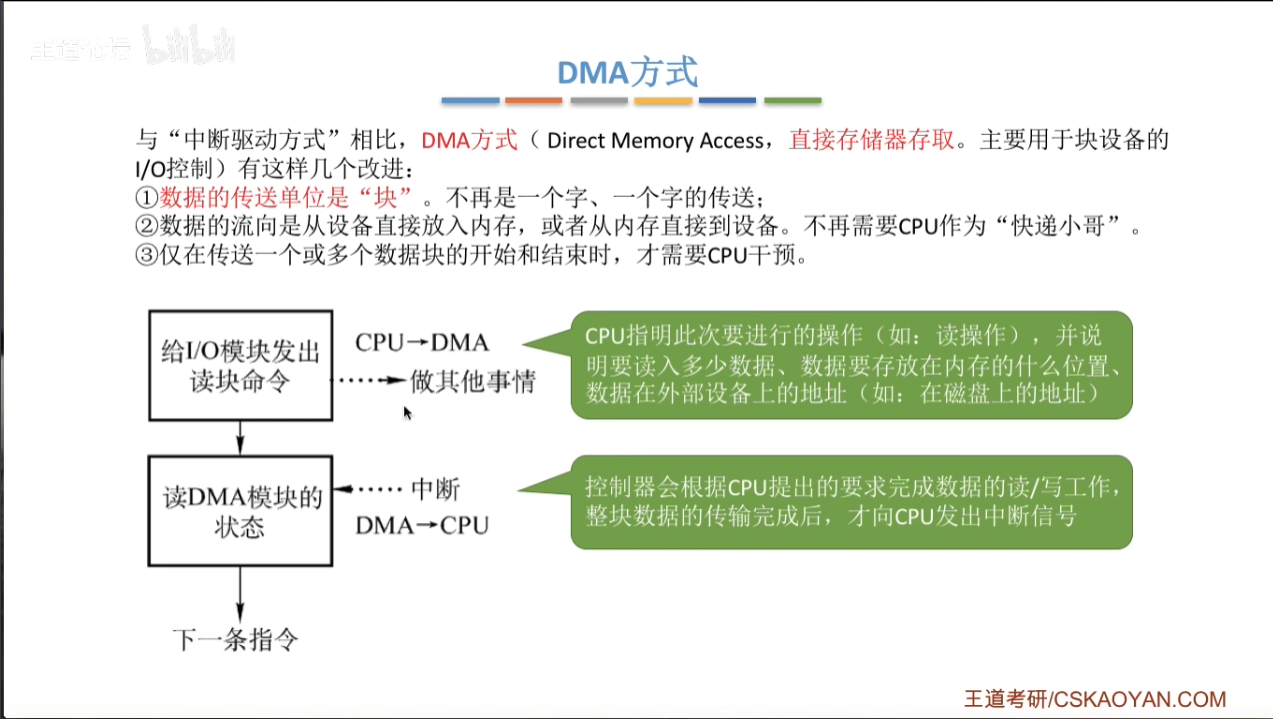 王道论坛 bilibili
DMA方式
与“中断驱动方式”相比，DMA方式（ Direct Memory Access，直接存储器存取。主要用于块设备的
I/O控制）有这样几个改进：
①数据的传送单位是“块”。不再是一个字、一个字的传送；
②数据的流向是从设备直接放入内存，或者从内存直接到设备。不再需要CPU作为“快递小哥”。
③仅在传送一个或多个数据块的开始和结束时，才需要CPU干预。
给I/O模块发出
读块命令
CPU→DMA
做其他事情
CPU指明此次要进行的操作（如：读操作），并说
明要读入多少数据、数据要存放在内存的什么位置、
数据在外部设备上的地址（如：在磁盘上的地址）
读DMA模块的
状态
中断
DMA→CPU
控制器会根据CPU提出的要求完成数据的读/写工作，
整块数据的传输完成后，才向CPU发出中断信号
下一条指令
王道考研/CSKAOYAN.COM